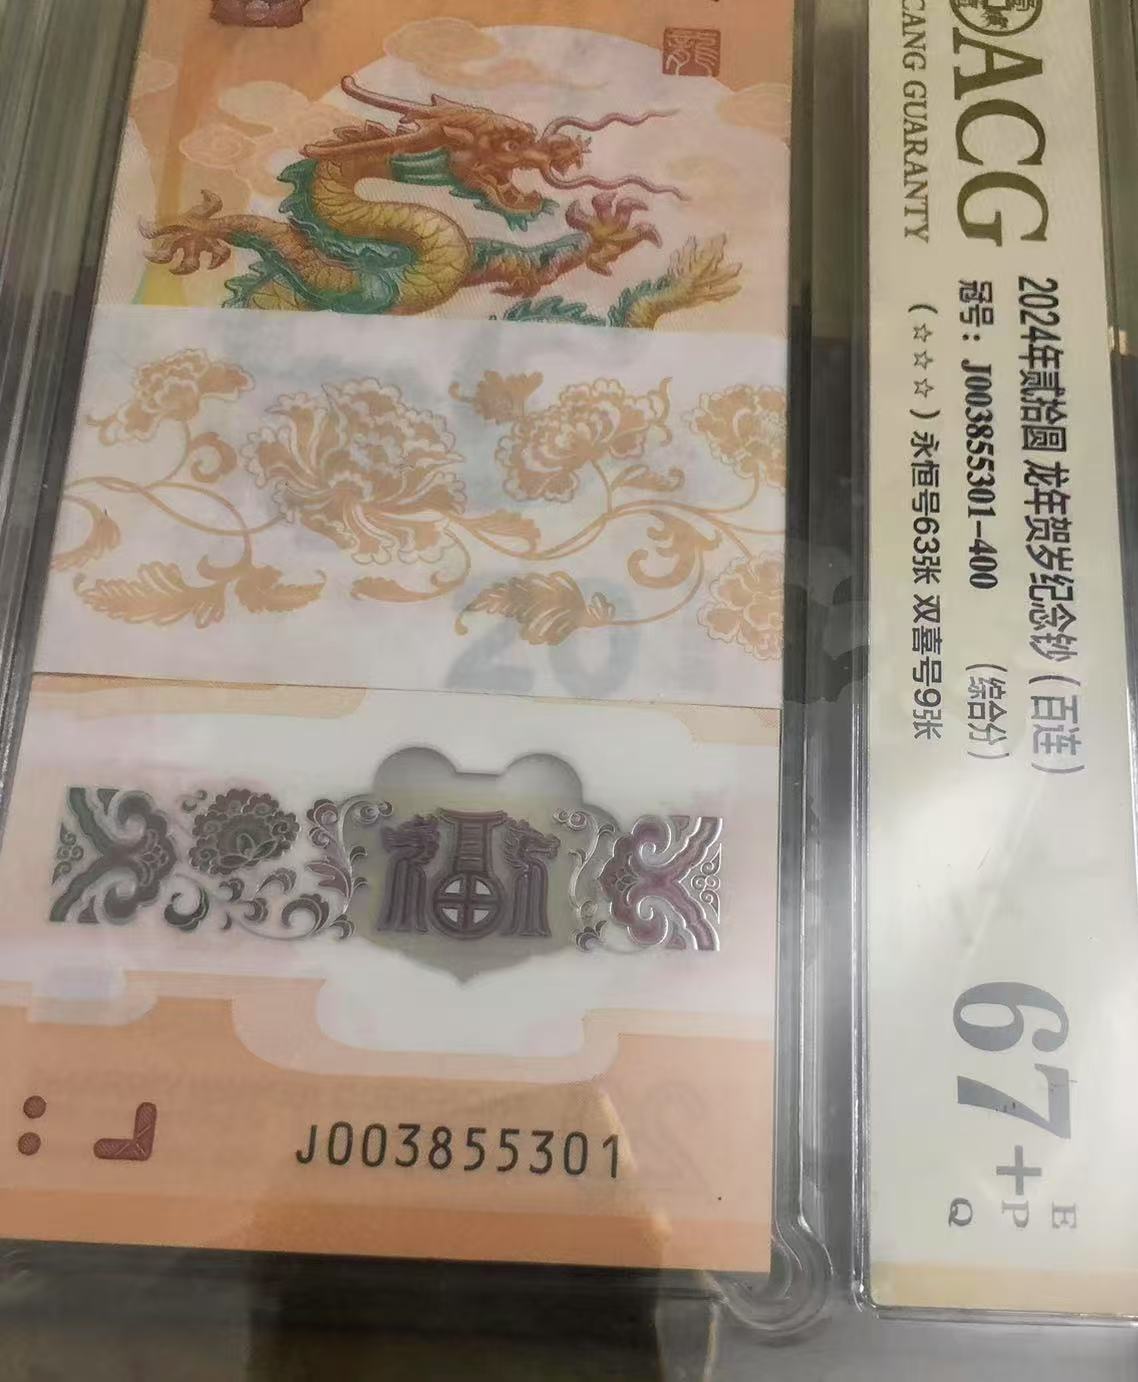 ACG
CANG GUARANTY
2024年贰拾圆 龙年贺岁纪念钞（百连）
冠号：J003855301-400 （综合分）
（☆☆☆）永恒号63张 双喜号9张
67+
E
P
Q
20
J003855301